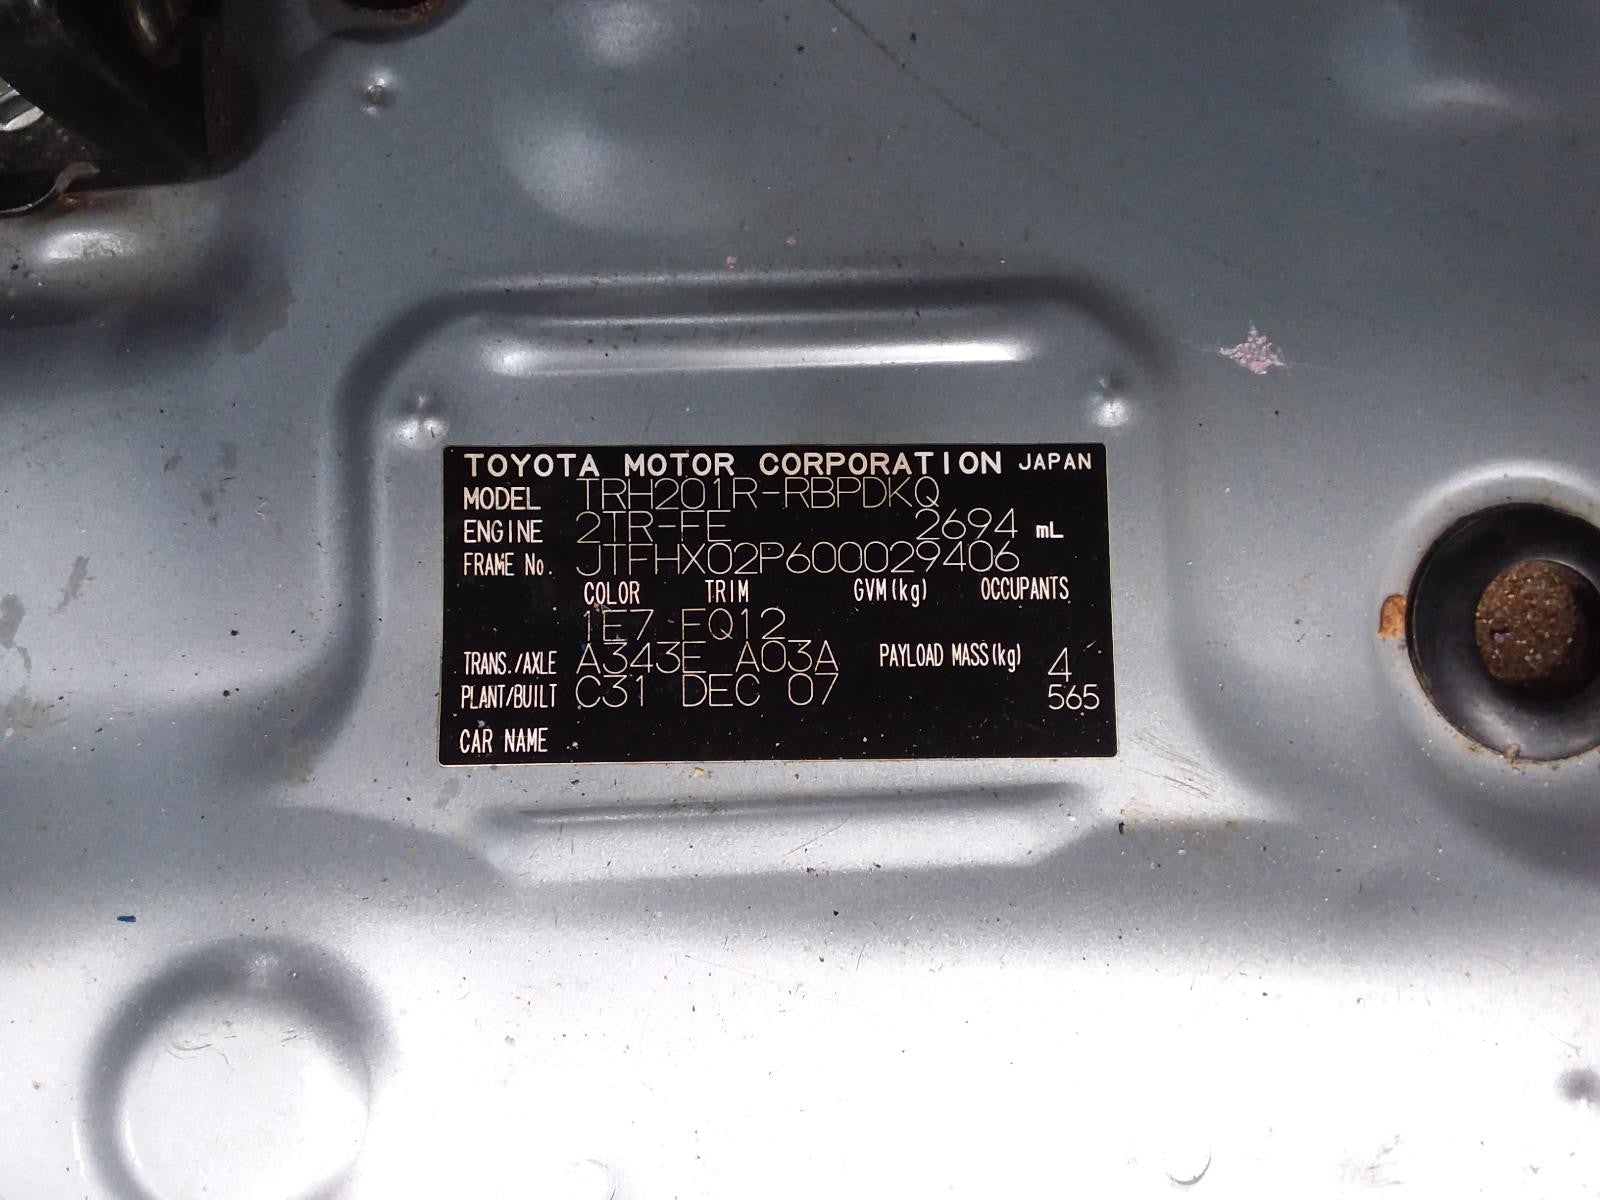 TOYOTA MOTOR CORPORATION JAPAN
MODEL TRH201R-RBPDKQ
ENGINE 2TR-FE 2694 mL
FRAME No. JTFHX02P600029406
COLOR TRIM GVM(kg) OCCUPANTS
1E7 FQ12
TRANS./AXLE A343E A03A PAYLOAD MASS(kg) 4
PLANT/BUILT C31 DEC 07 565
CAR NAME